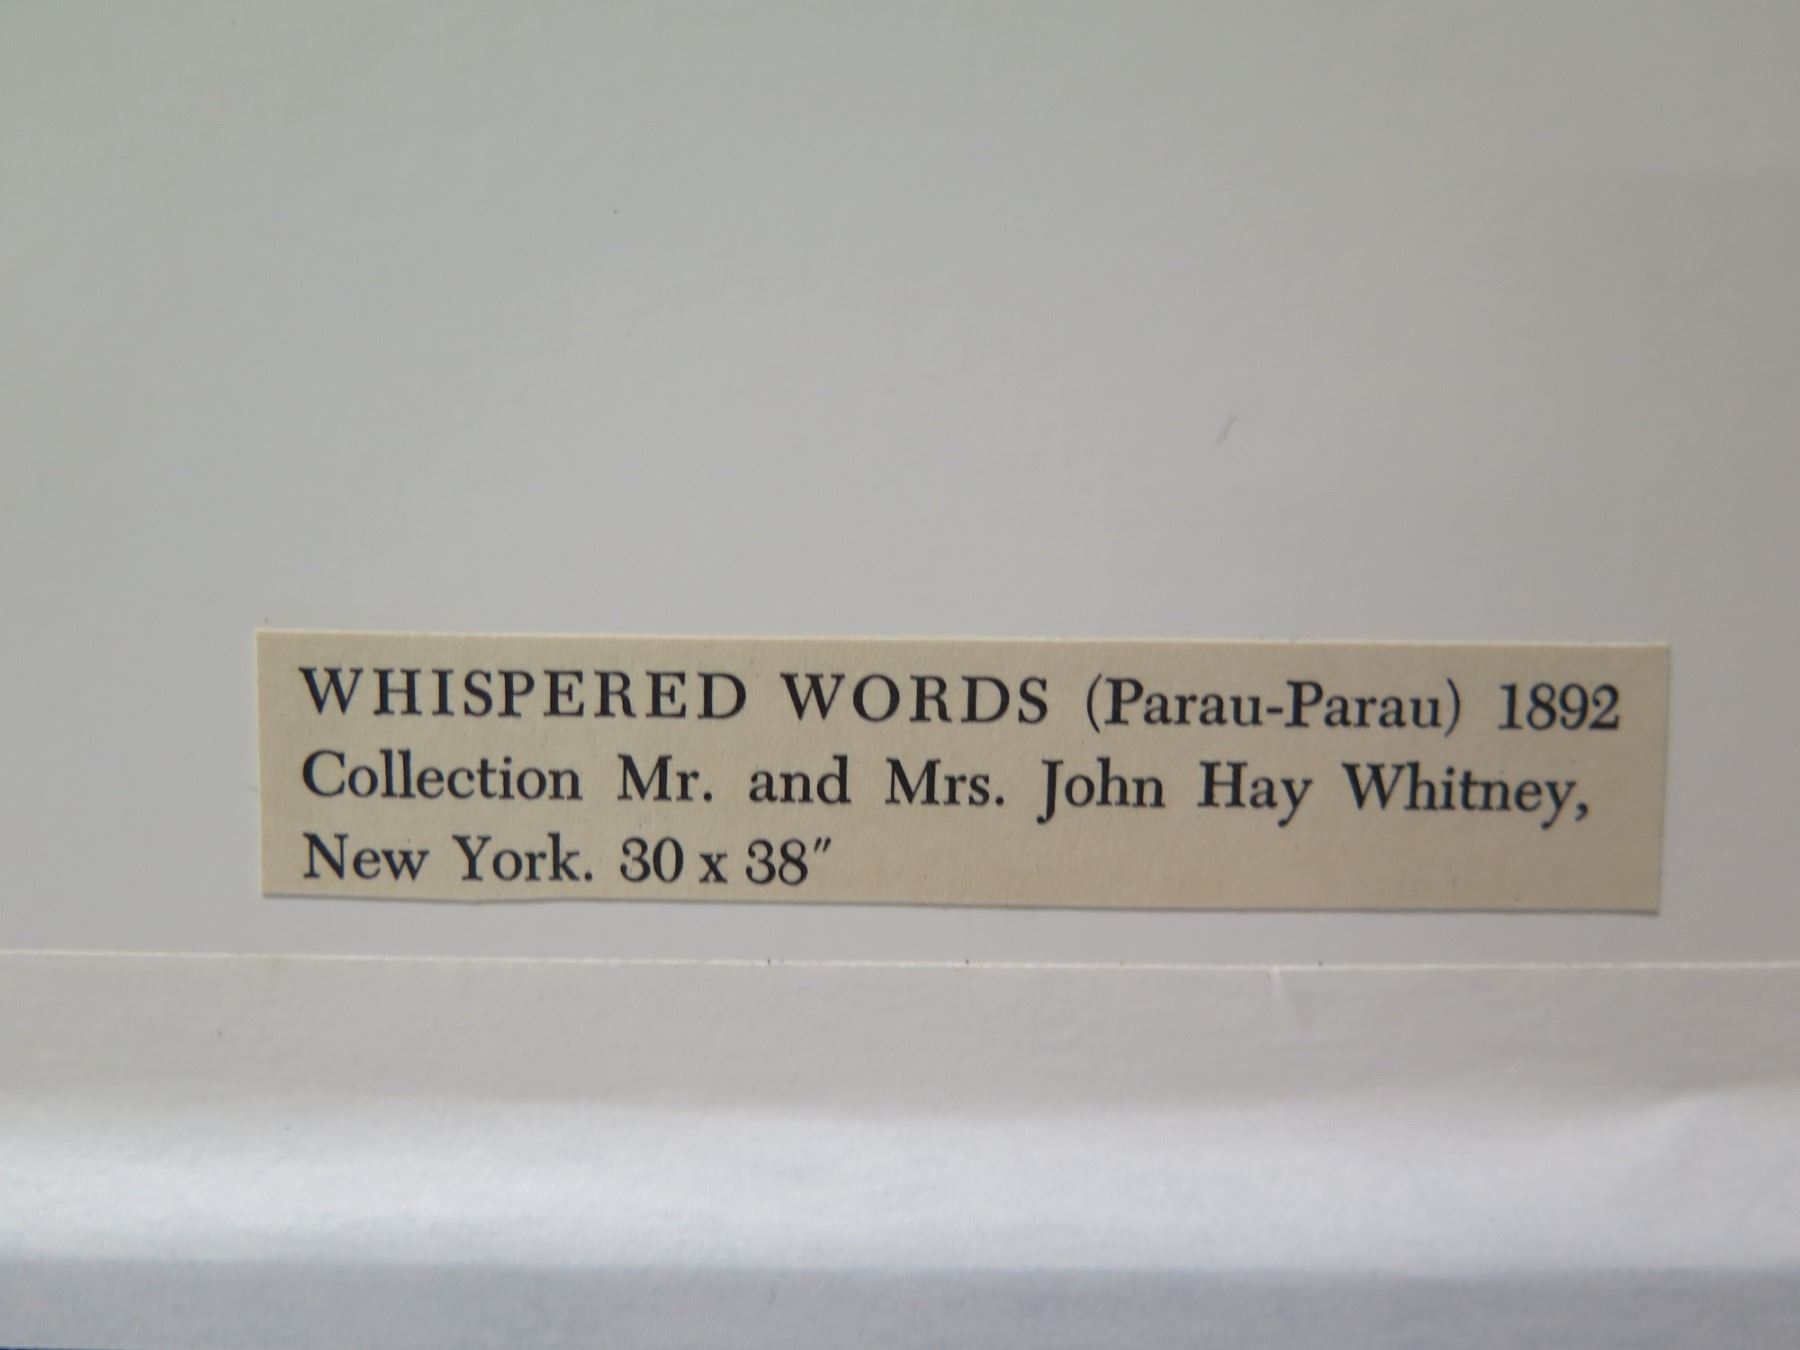 WHISPERED WORDS (Parau-Parau) 1892
Collection Mr. and Mrs. John Hay Whitney,
New York. 30 x 38″